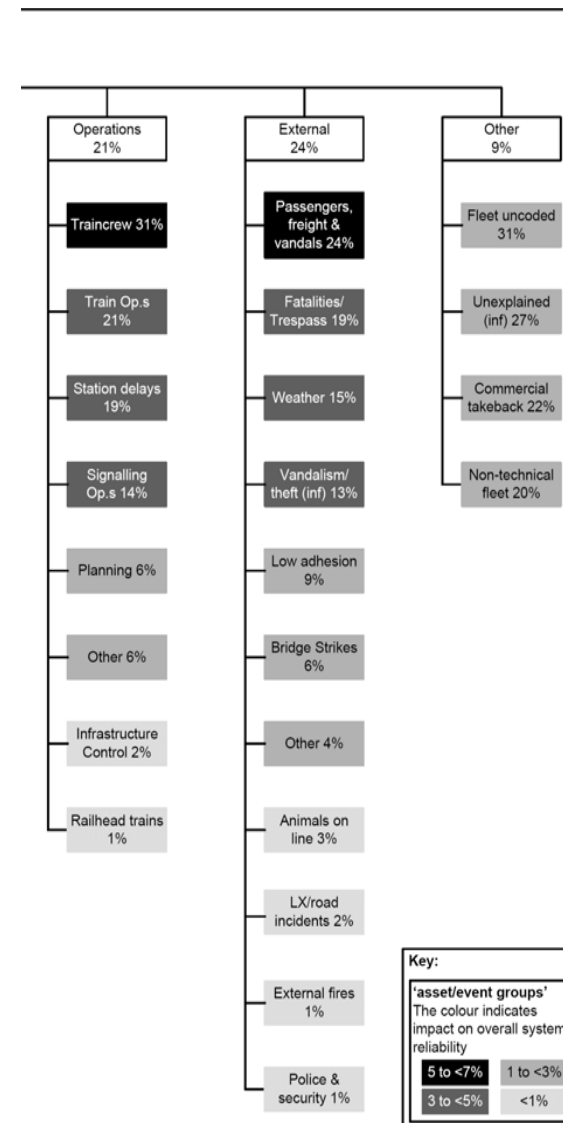 Operations
21%
External
24%
Other
9%
Traincrew 31%
Train Op.s
21%
Station delays
19%
Signalling
Op.s 14%
Planning 6%
Other 6%
Infrastructure
Control 2%
Railhead trains
1%
Passengers,
freight &
vandals 24%
Fatalities/
Trespass 19%
Weather 15%
Vandalism/
theft (inf) 13%
Low adhesion
9%
Bridge Strikes
6%
Other 4%
Animals on
line 3%
LX/road
incidents 2%
External fires
1%
Police &
security 1%
Fleet uncoded
31%
Unexplained
(inf) 27%
Commercial
takeback 22%
Non-technical
fleet 20%
Key:
'asset/event groups'
The colour indicates
impact on overall system
reliability
5 to <7%
1 to <3%
3 to <5%
<1%